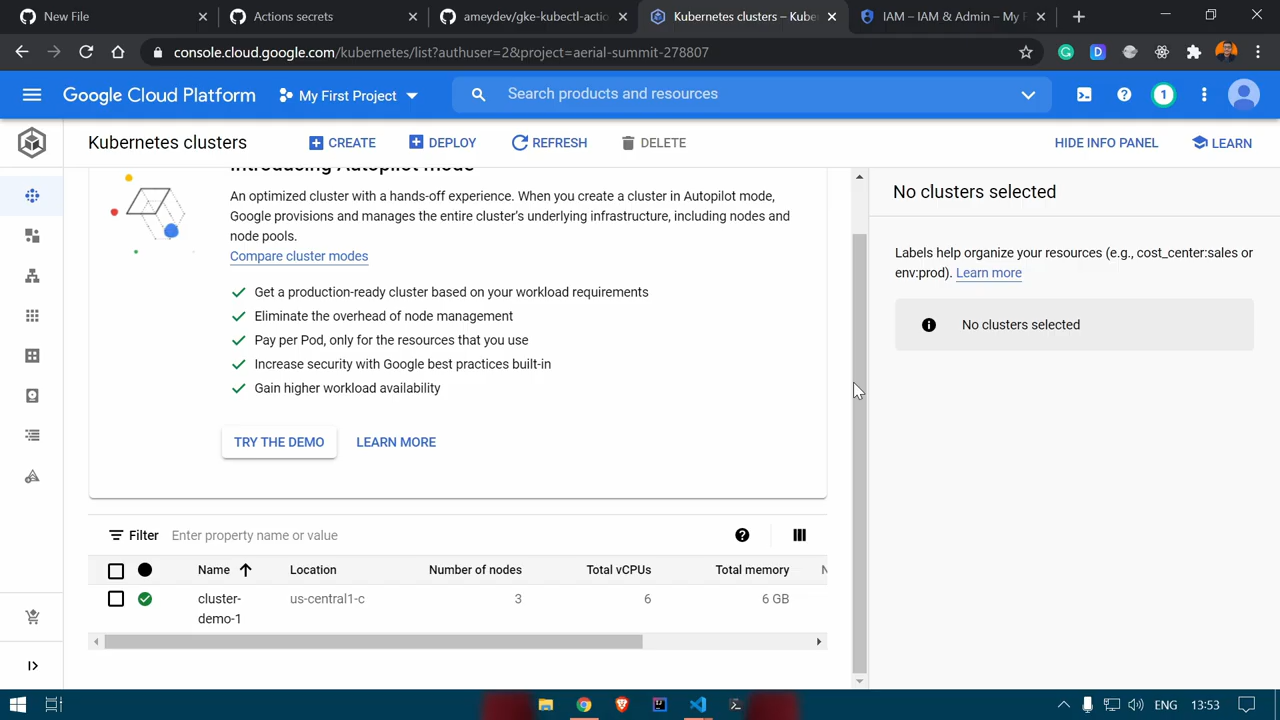 New File
Actions secrets
ameydev/gke-kubectl-actio
Kubernetes clusters – Kube
IAM – IAM & Admin – My F
console.cloud.google.com/kubernetes/list?authuser=2&project=aerial-summit-278807
Google Cloud Platform
My First Project
Search products and resources
1
Kubernetes clusters
CREATE
DEPLOY
REFRESH
DELETE
HIDE INFO PANEL
LEARN
Introducing Autopilot mode
An optimized cluster with a hands-off experience. When you create a cluster in Autopilot mode,
Google provisions and manages the entire cluster's underlying infrastructure, including nodes and
node pools.
Compare cluster modes
Get a production-ready cluster based on your workload requirements
Eliminate the overhead of node management
Pay per Pod, only for the resources that you use
Increase security with Google best practices built-in
Gain higher workload availability
TRY THE DEMO
LEARN MORE
No clusters selected
Labels help organize your resources (e.g., cost_center:sales or
env:prod). Learn more
No clusters selected
Filter
Enter property name or value
Name
Location
Number of nodes
Total vCPUs
Total memory
N
cluster-
demo-1
us-central1-c
3
6
6 GB
ENG
13:53